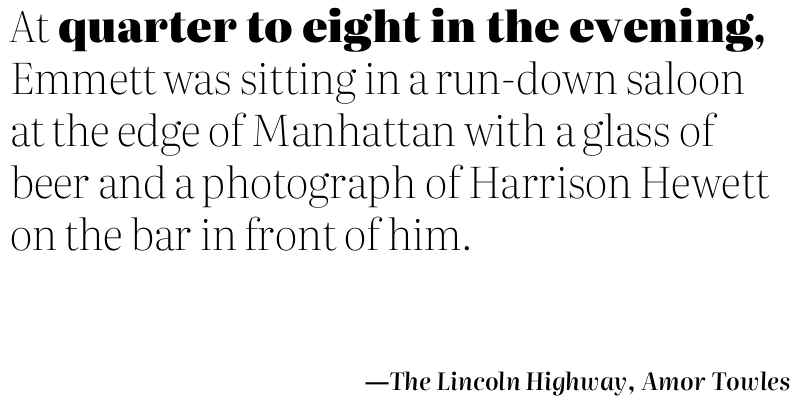 At quarter to eight in the evening,
Emmett was sitting in a run-down saloon
at the edge of Manhattan with a glass of
beer and a photograph of Harrison Hewett
on the bar in front of him.
—The Lincoln Highway, Amor Towles